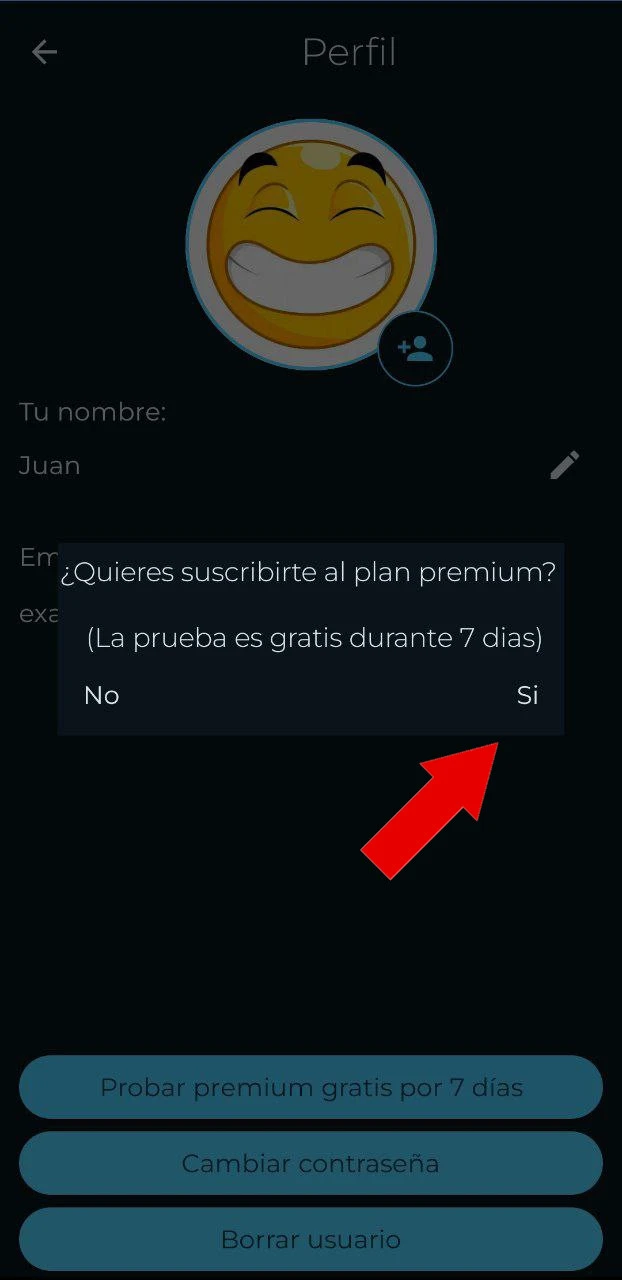 Perfil
Tu nombre:
Juan
Em
¿Quieres suscribirte al plan premium?
exa
(La prueba es gratis durante 7 dias)
No
Si
Probar premium gratis por 7 días
Cambiar contraseña
Borrar usuario